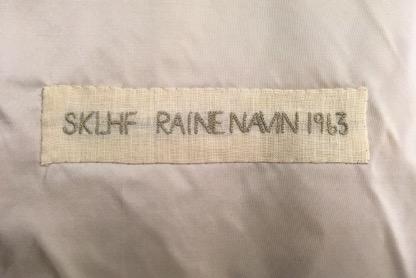 SKLHF RAINE NAVIN 1963